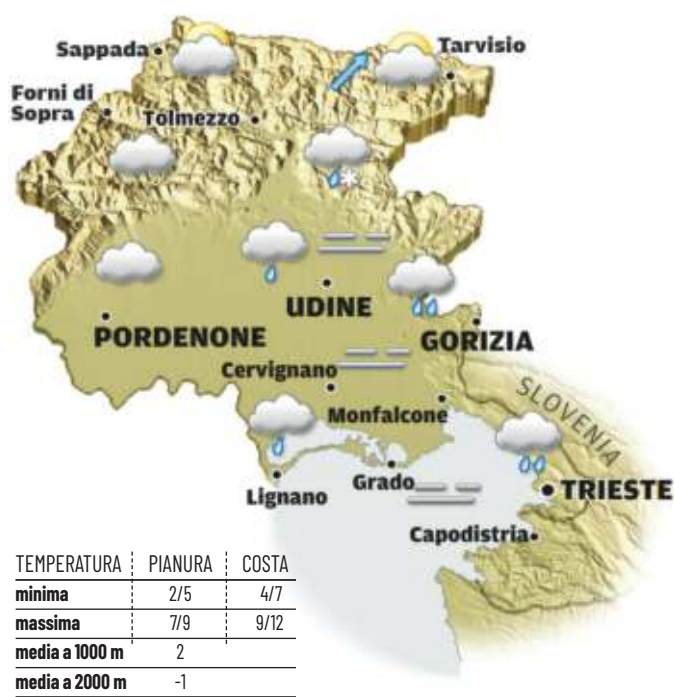 Sappada
Tarvisio
Forni di
Sopra
Tolmezzo
UDINE
PORDENONE
GORIZIA
Cervignano
Monfalcone
SLOVENIA
Lignano
Grado
TRIESTE
Capodistria
TEMPERATURA PIANURA COSTA
minima 2/5 4/7
massima 7/9 9/12
media a 1000 m 2
media a 2000 m -1